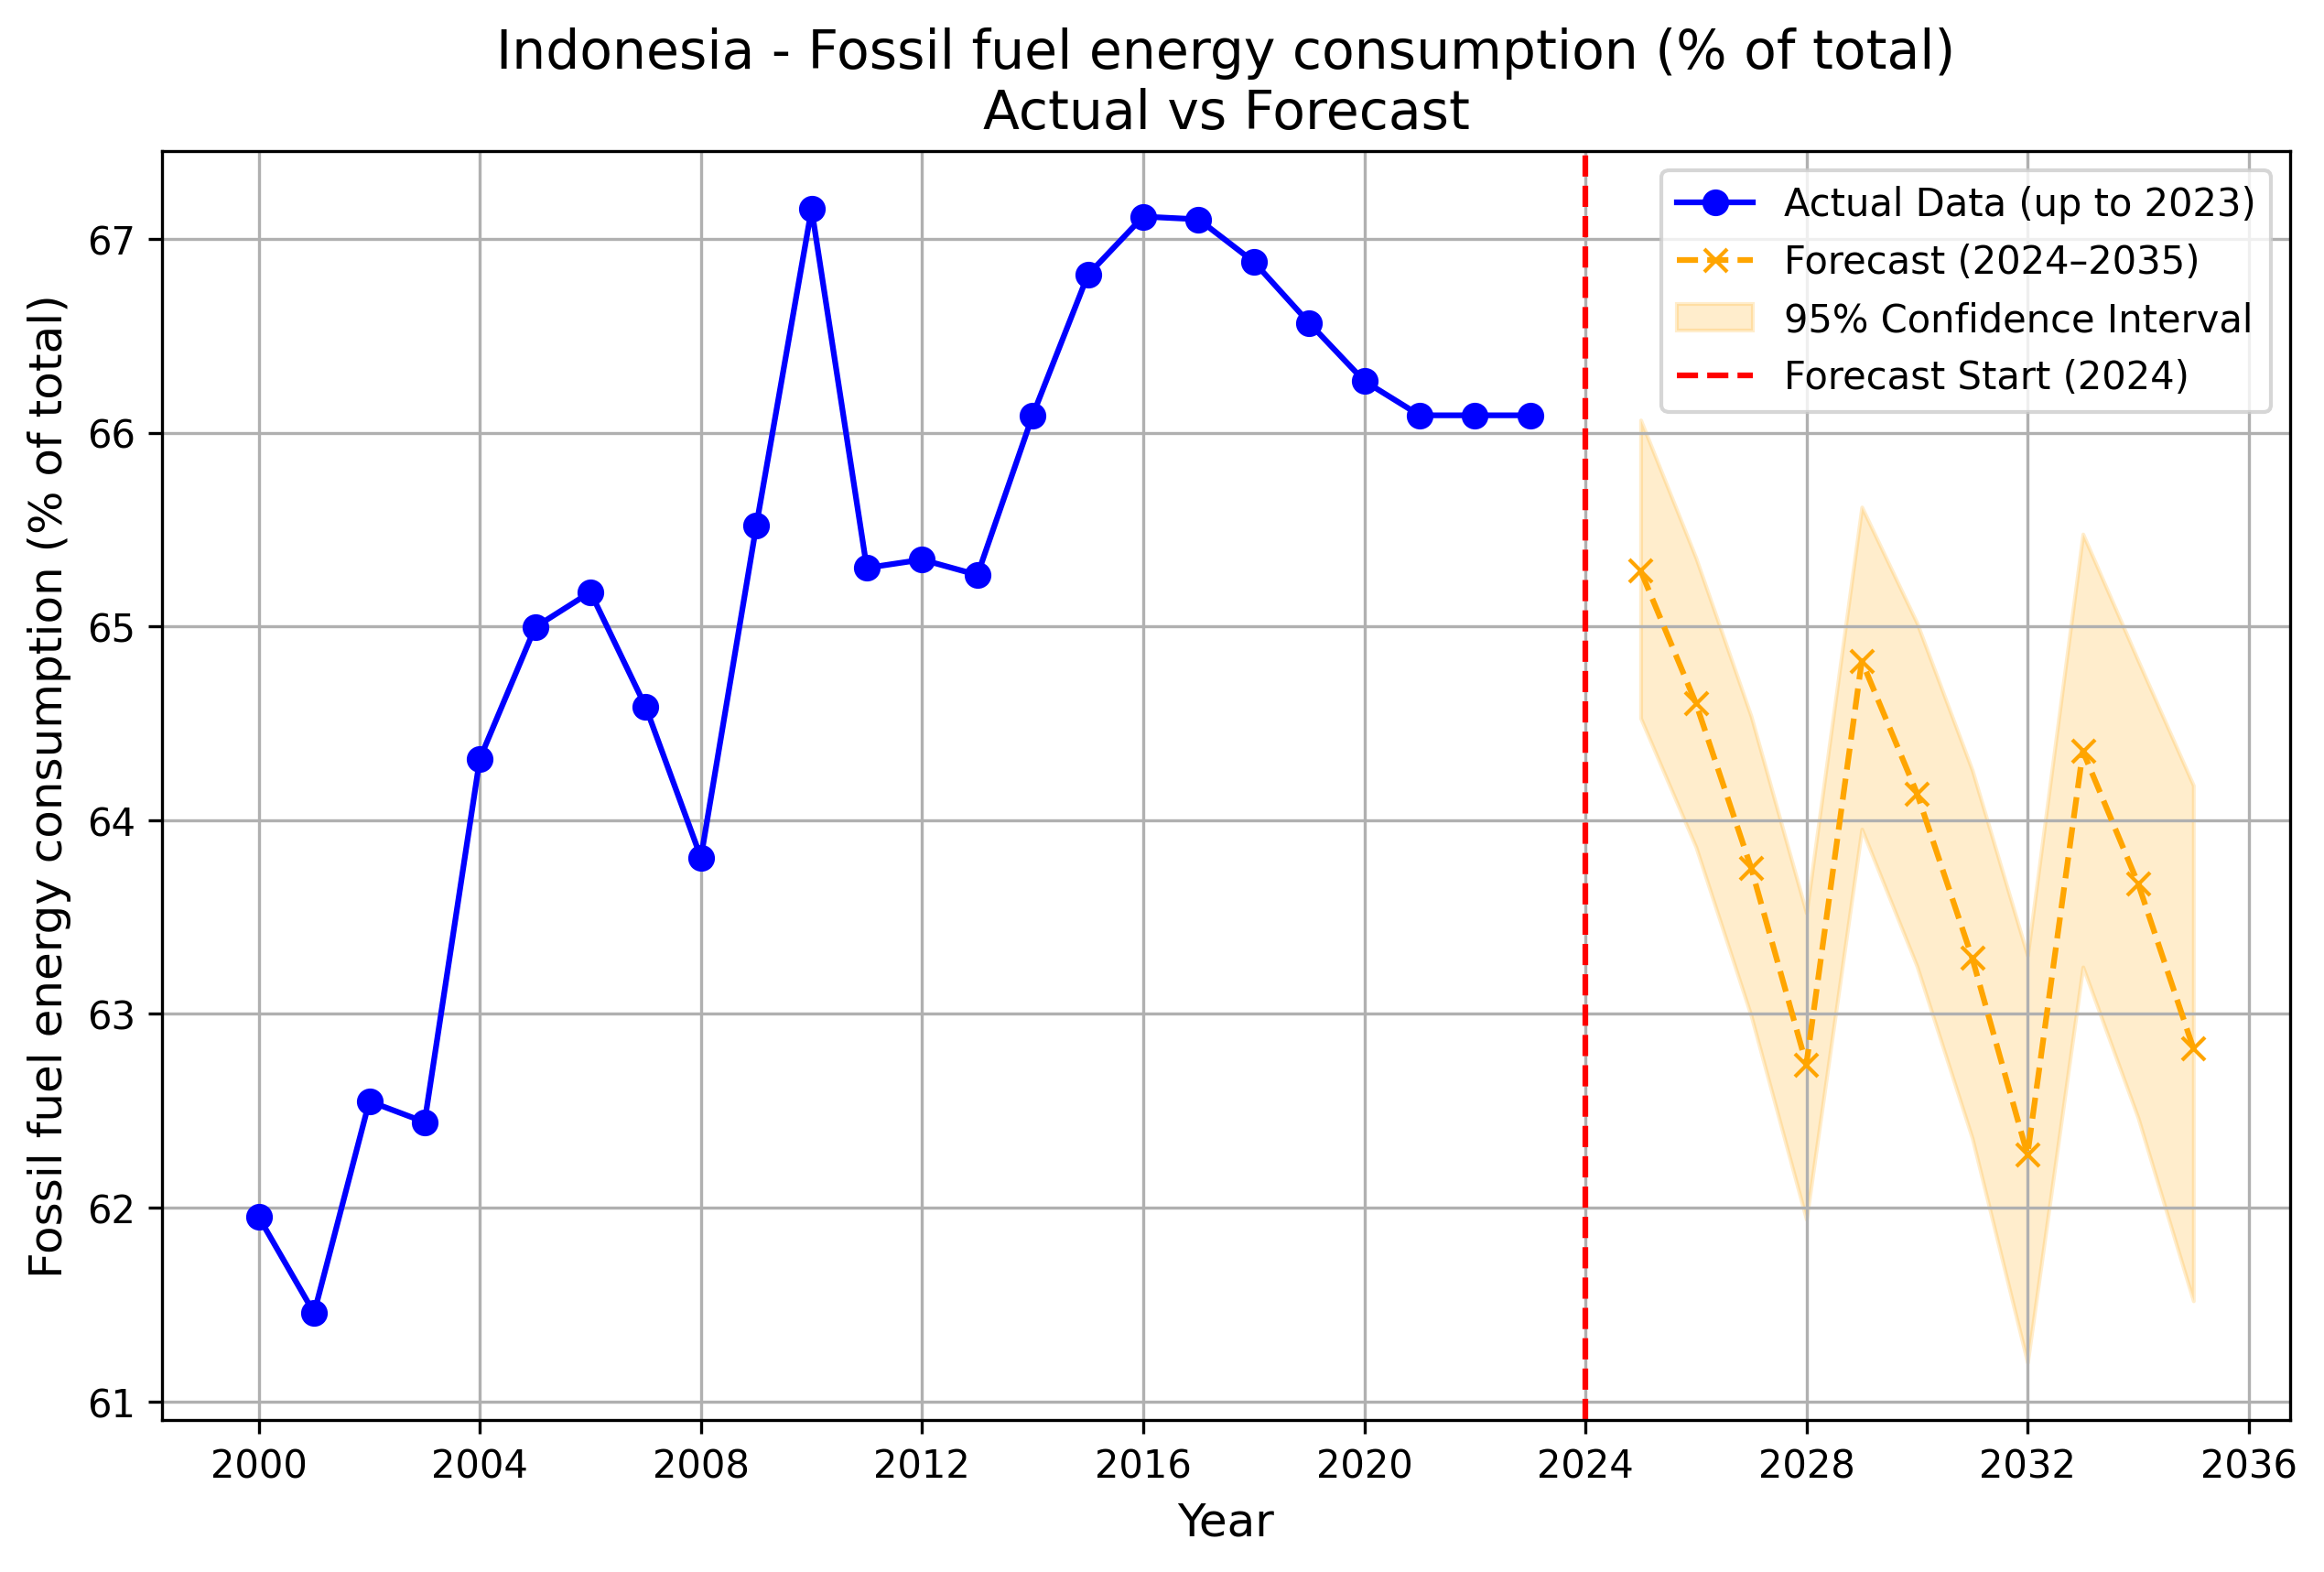 Indonesia - Fossil fuel energy consumption (% of total)
Actual vs Forecast
Fossil fuel energy consumption (% of total)
67
66
65
64
63
62
61
Actual Data (up to 2023)
Forecast (2024–2035)
95% Confidence Interval
Forecast Start (2024)
2000 2004 2008 2012 2016 2020 2024 2028 2032 2036
Year